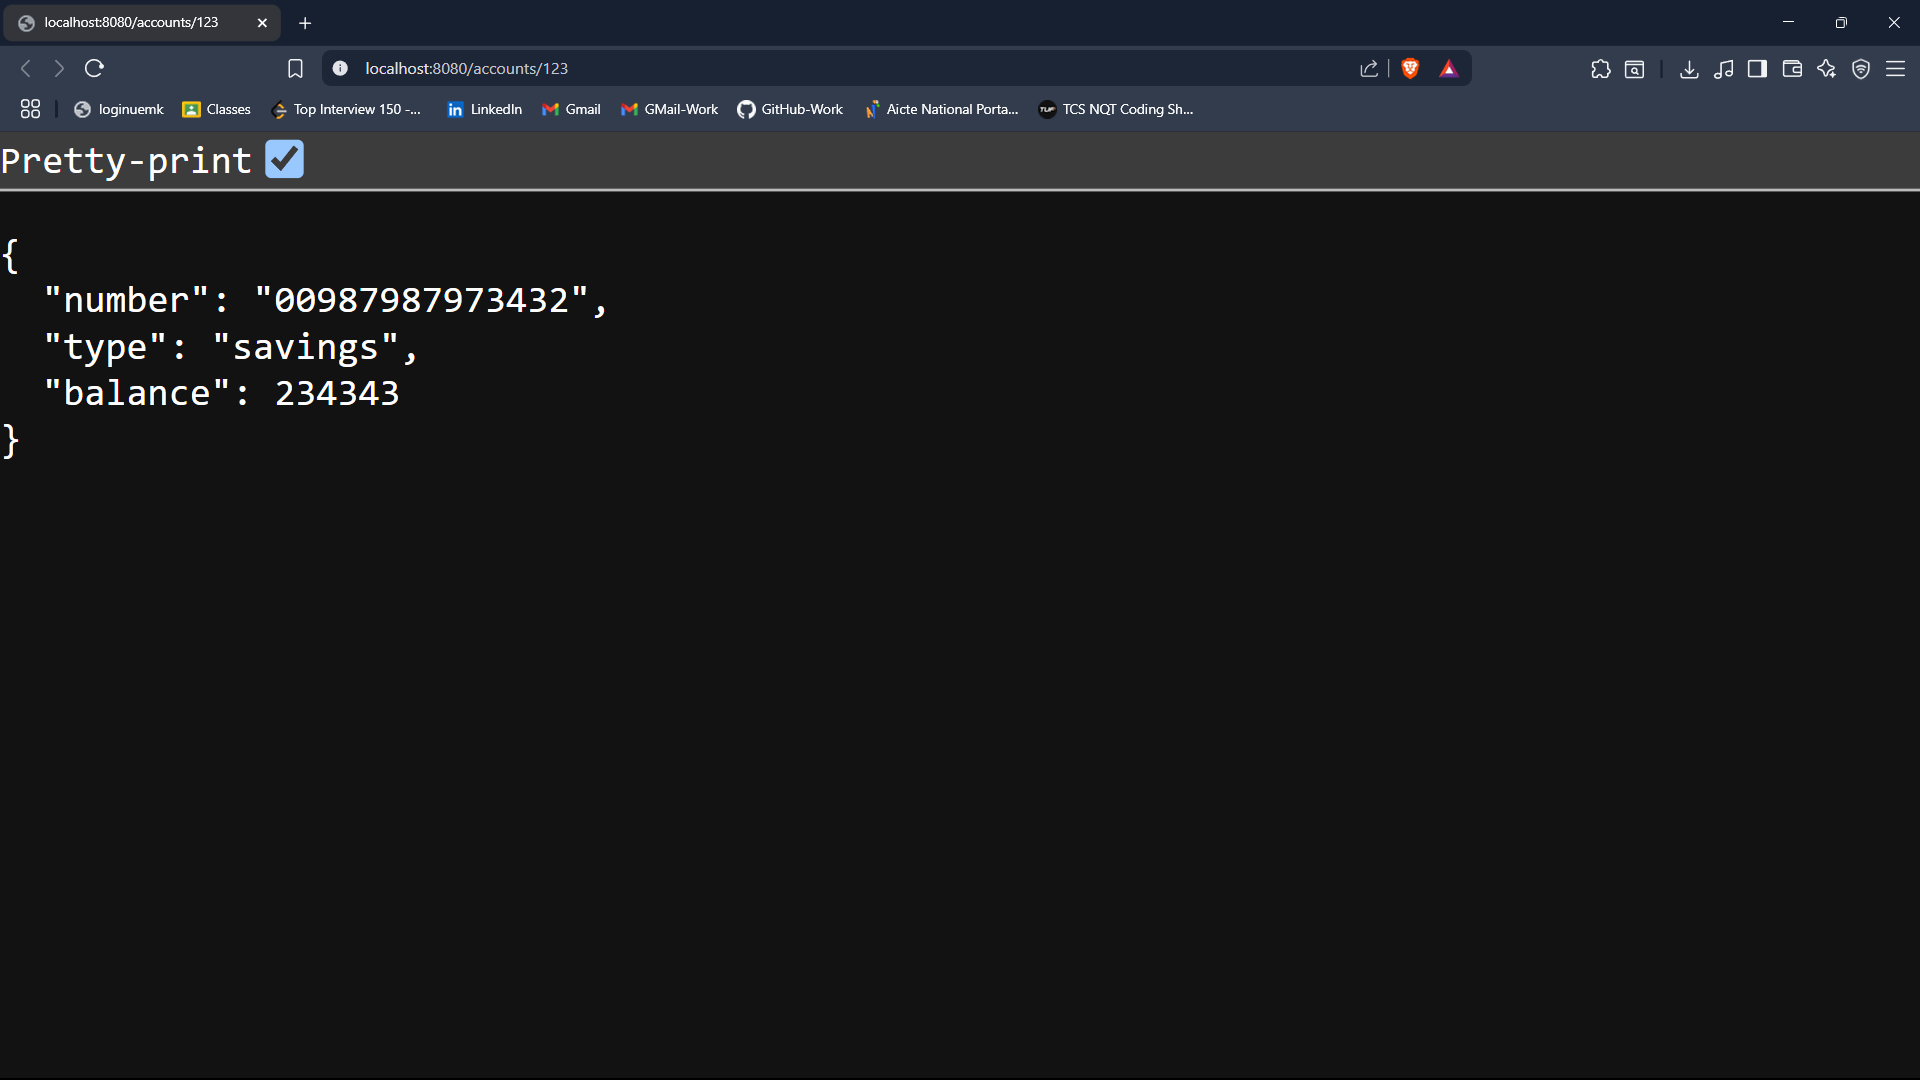 localhost:8080/accounts/123
localhost:8080/accounts/123
loginuemk Classes Top Interview 150 -... LinkedIn Gmail GMail-Work GitHub-Work Aicte National Porta... TCS NQT Coding Sh...
Pretty-print
{
  "number": "00987987973432",
  "type": "savings",
  "balance": 234343
}